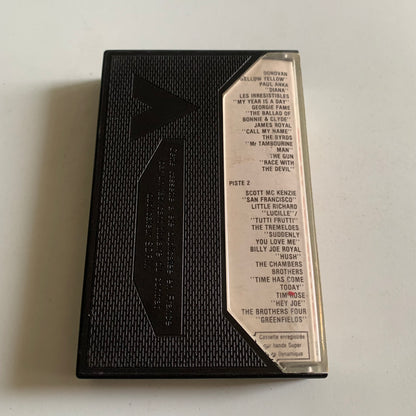 DONOVAN
PAUL ANKA
"DIANA"
LES IRRESISTIBLES
"MY YEAR IS A DAY"
GEORGIE FAME
"THE BALLAD OF
BONNIE & CLYDE"
JAMES ROYAL
"CALL MY NAME"
THE BYRDS
"Mr TAMBOURINE
MAN"
THE GUN
"RACE WITH
THE DEVIL"
PISTE 2
SCOTT MC KENZIE
"SAN FRANCISCO"
LITTLE RICHARD
"LUCILLE"/
"TUTTI FRUTTI"
THE TREMELOES
"SUDDENLY
YOU LOVE ME"
BILLY JOE ROYAL
"HUSH"
THE CHAMBERS
BROTHERS
"TIME HAS COME
TODAY"
TIM ROSE
"HEY JOE"
THE BROTHERS FOUR
"GREENFIELDS"
Cassette enregistrée
sur bande Super
Dynamique